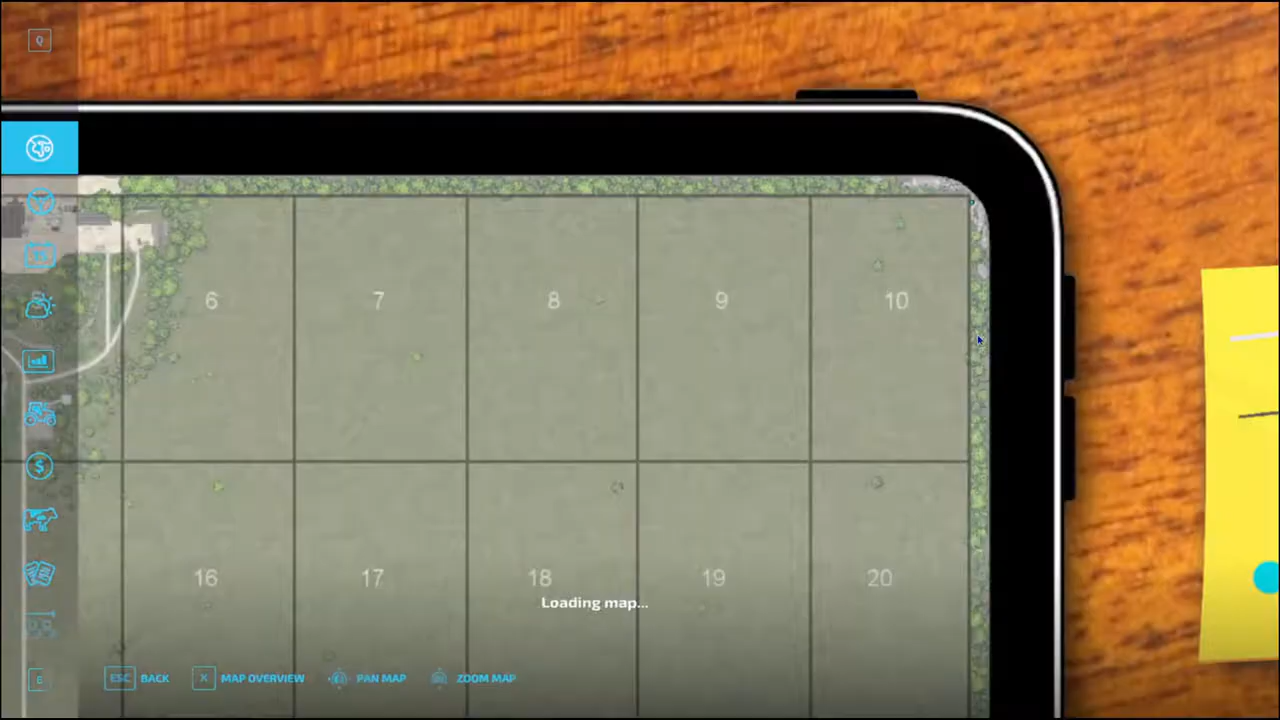 Q
6 7 8 9 10
15
$
16 17 18 19 20
Loading map...
E
ESC BACK X MAP OVERVIEW PAN MAP ZOOM MAP